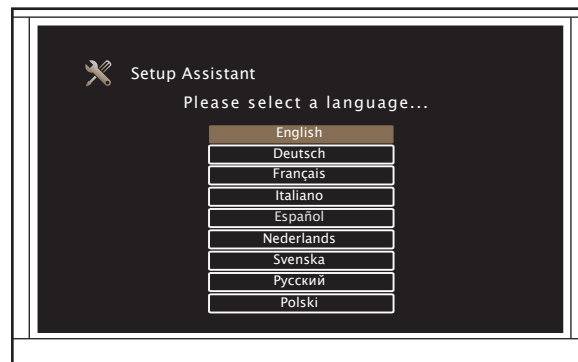 Setup Assistant
Please select a language...
English
Deutsch
Français
Italiano
Español
Nederlands
Svenska
Русский
Polski